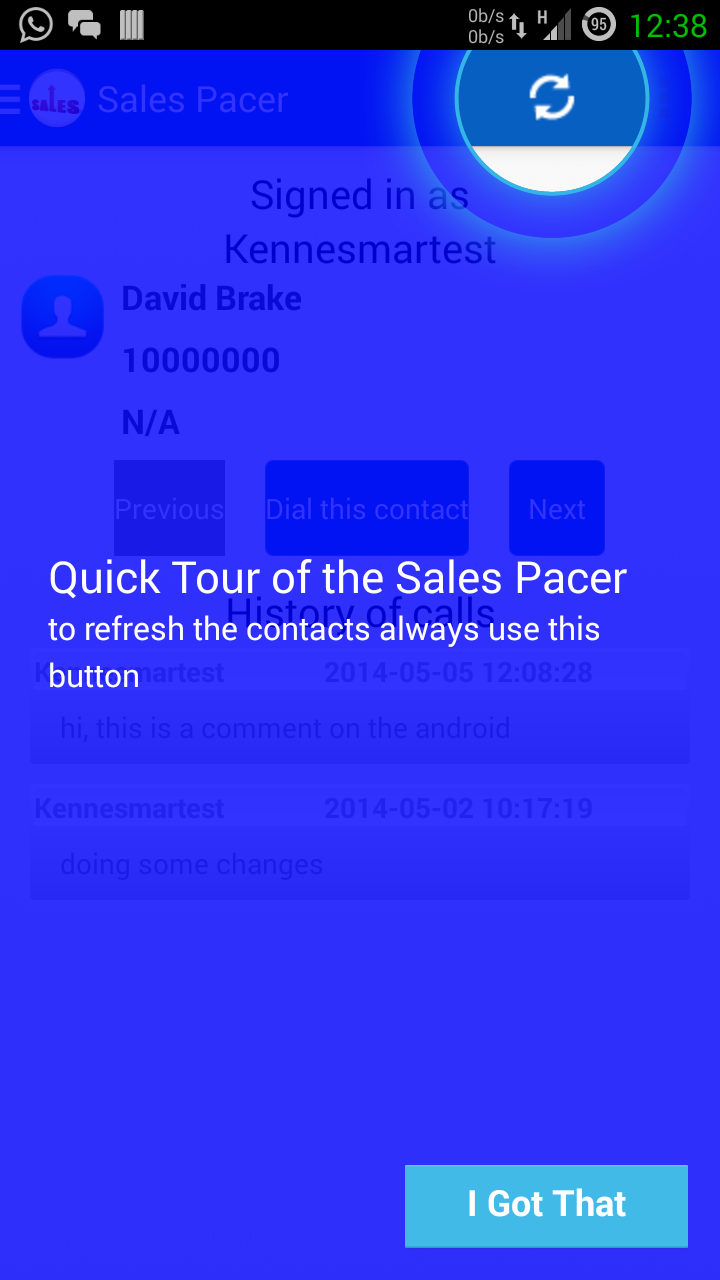 0b/s
0b/s
H
95
12:38
SALES
Sales Pacer
Signed in as
Kennesmartest
David Brake
10000000
N/A
Previous
Dial this contact
Next
Quick Tour of the Sales Pacer
History of calls
to refresh the contacts always use this
button
Kennesmartest 2014-05-05 12:08:28
hi, this is a comment on the android
Kennesmartest 2014-05-02 10:17:19
doing some changes
I Got That